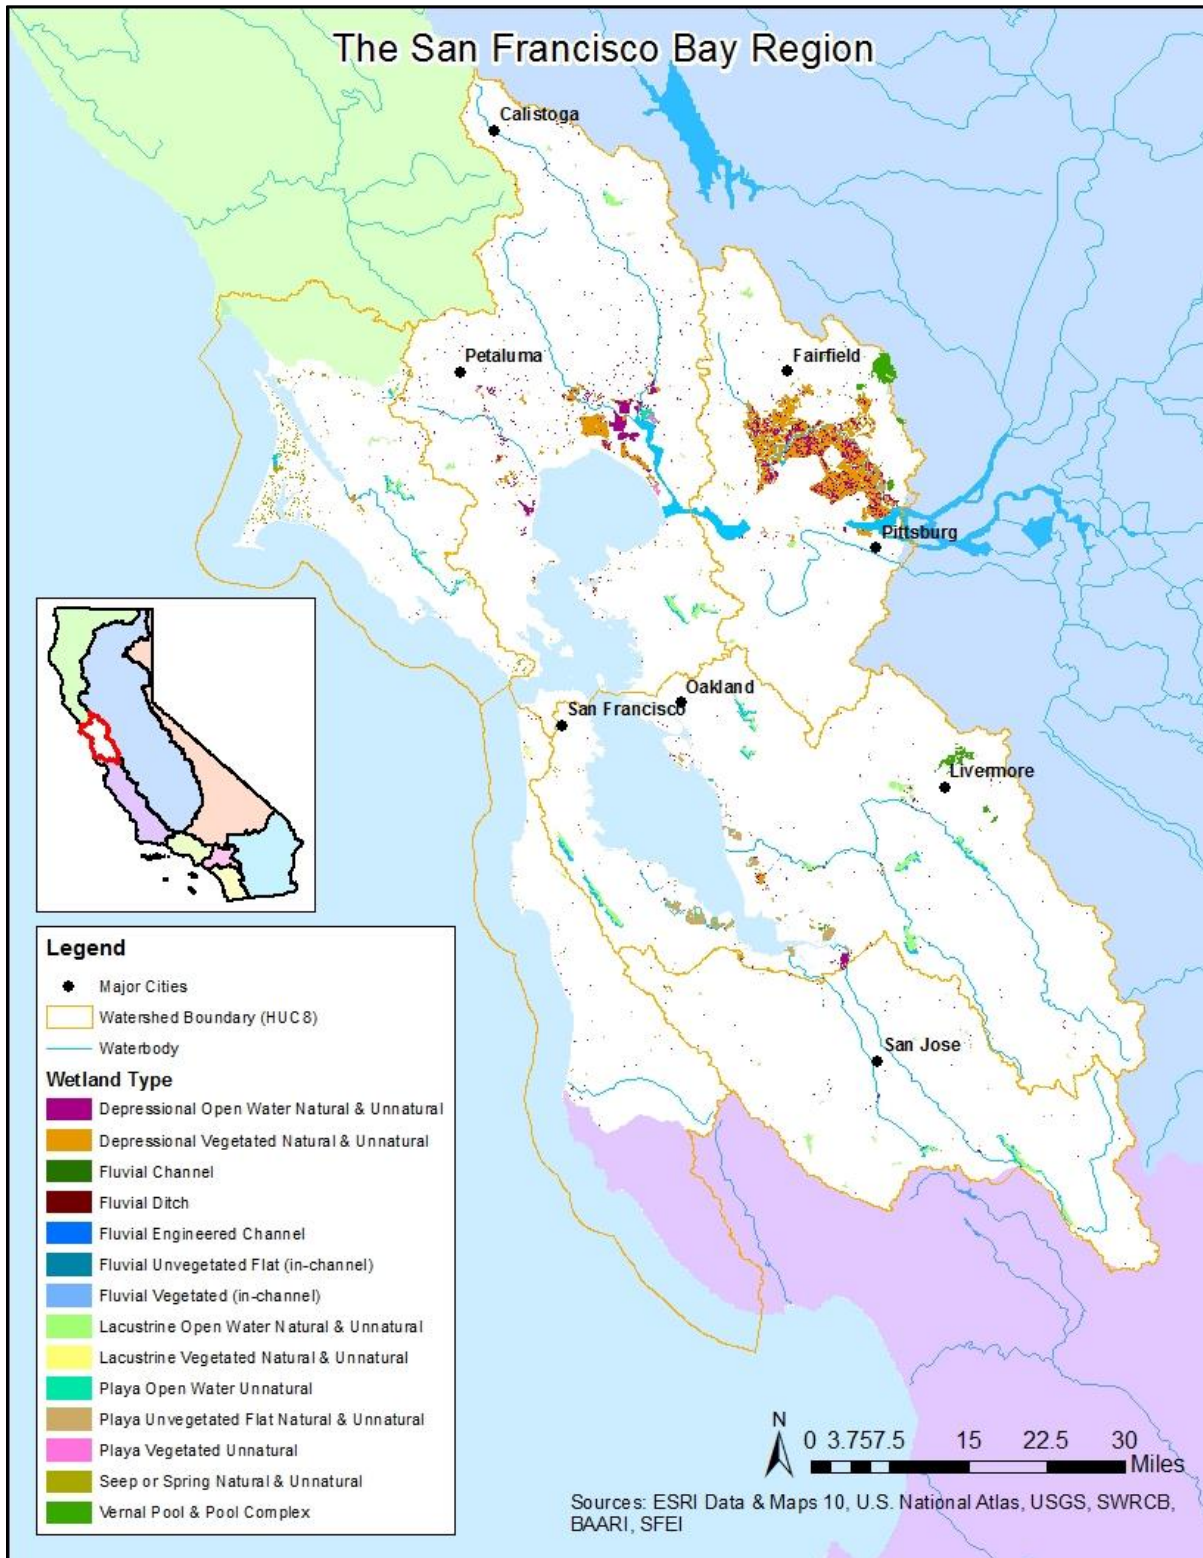 The San Francisco Bay Region
Calistoga
Petaluma
Fairfield
Pittsburg
Oakland
San Francisco
Livermore
San Jose
Legend
Major Cities
Watershed Boundary (HUC8)
Waterbody
Wetland Type
Depressional Open Water Natural & Unnatural
Depressional Vegetated Natural & Unnatural
Fluvial Channel
Fluvial Ditch
Fluvial Engineered Channel
Fluvial Unvegetated Flat (in-channel)
Fluvial Vegetated (in-channel)
Lacustrine Open Water Natural & Unnatural
Lacustrine Vegetated Natural & Unnatural
Playa Open Water Unnatural
Playa Unvegetated Flat Natural & Unnatural
Playa Vegetated Unnatural
Seep or Spring Natural & Unnatural
Vernal Pool & Pool Complex
N
0 3.75 7.5 15 22.5 30
Miles
Sources: ESRI Data & Maps 10, U.S. National Atlas, USGS, SWRCB,
BAARI, SFEI